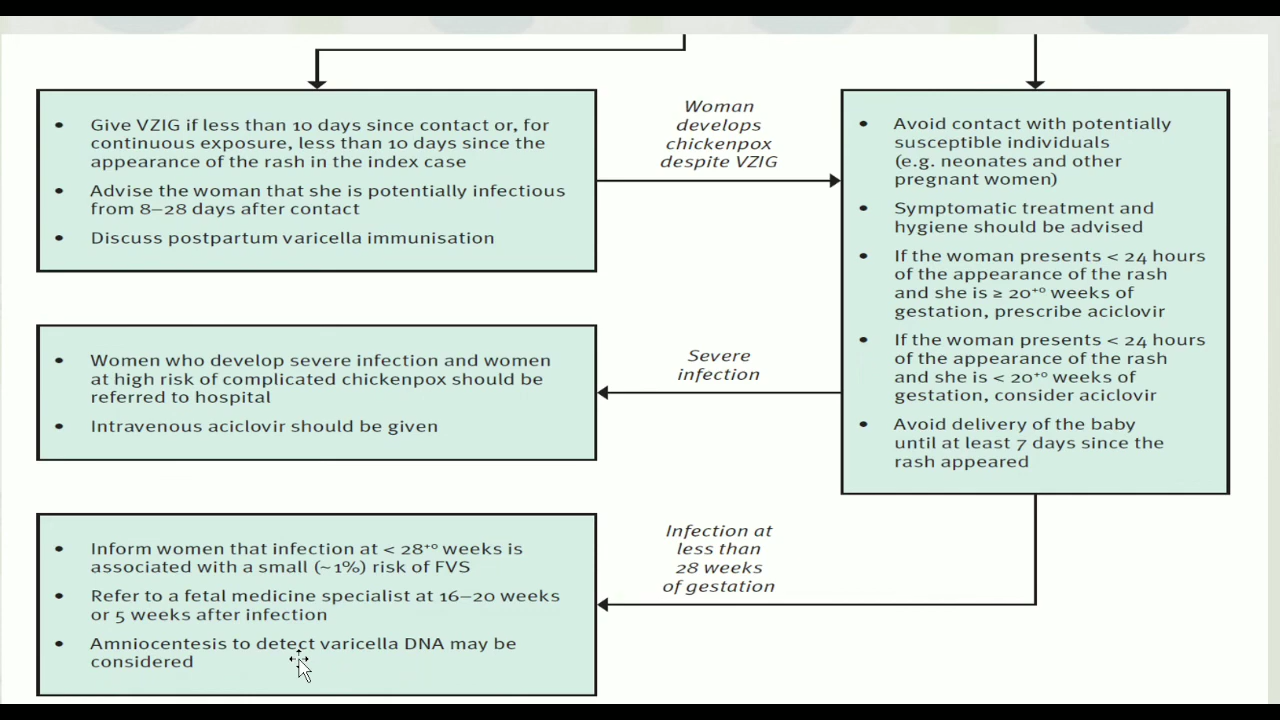 • Give VZIG if less than 10 days since contact or, for
continuous exposure, less than 10 days since the
appearance of the rash in the index case
• Advise the woman that she is potentially infectious
from 8–28 days after contact
• Discuss postpartum varicella immunisation
Woman
develops
chickenpox
despite VZIG
• Avoid contact with potentially
susceptible individuals
(e.g. neonates and other
pregnant women)
• Symptomatic treatment and
hygiene should be advised
• If the woman presents < 24 hours
of the appearance of the rash
and she is ≥ 20⁺⁰ weeks of
gestation, prescribe aciclovir
• If the woman presents < 24 hours
of the appearance of the rash
and she is < 20⁺⁰ weeks of
gestation, consider aciclovir
• Avoid delivery of the baby
until at least 7 days since the
rash appeared
Severe
infection
• Women who develop severe infection and women
at high risk of complicated chickenpox should be
referred to hospital
• Intravenous aciclovir should be given
Infection at
less than
28 weeks
of gestation
• Inform women that infection at < 28⁺⁰ weeks is
associated with a small (~1%) risk of FVS
• Refer to a fetal medicine specialist at 16–20 weeks
or 5 weeks after infection
• Amniocentesis to detect varicella DNA may be
considered